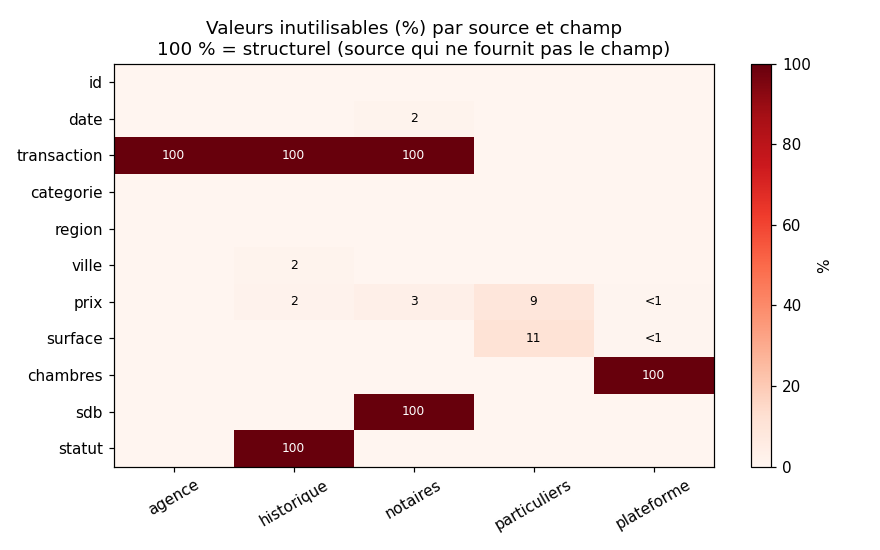 Valeurs inutilisables (%) par source et champ
100 % = structurel (source qui ne fournit pas le champ)
id
date 2
transaction 100 100 100
categorie
region
ville 2
prix 2 3 9 <1
surface 11 <1
chambres 100
sdb 100
statut 100
agence historique notaires particuliers plateforme
100
80
60
40
20
0
%